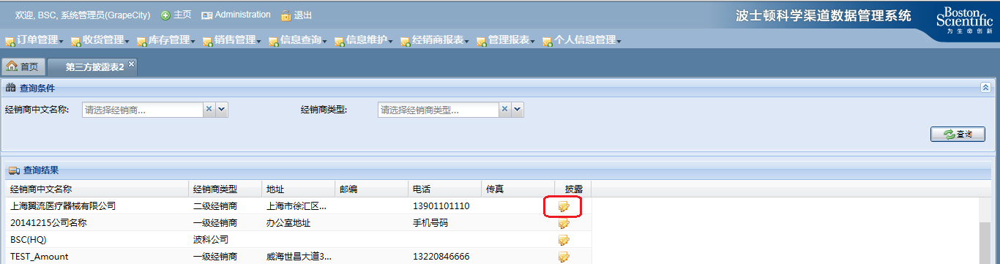 欢迎, BSC, 系统管理员(GrapeCity) 主页 Administration 退出
波士顿科学渠道数据管理系统
Boston
Scientific
为生命创新
订单管理 收货管理 库存管理 销售管理 信息查询 信息维护 经销商报表 管理报表 个人信息管理
首页 第三方披露表2
查询条件
经销商中文名称: 请选择经销商... 经销商类型: 请选择经销商类型...
查询
查询结果
经销商中文名称 经销商类型 地址 邮编 电话 传真 披露
上海翼流医疗器械有限公司 二级经销商 上海市徐汇区... 13901101110
20141215公司名称 一级经销商 办公室地址 手机号码
BSC(HQ) 波科公司
TEST_Amount 一级经销商 威海世昌大道3... 13220846666